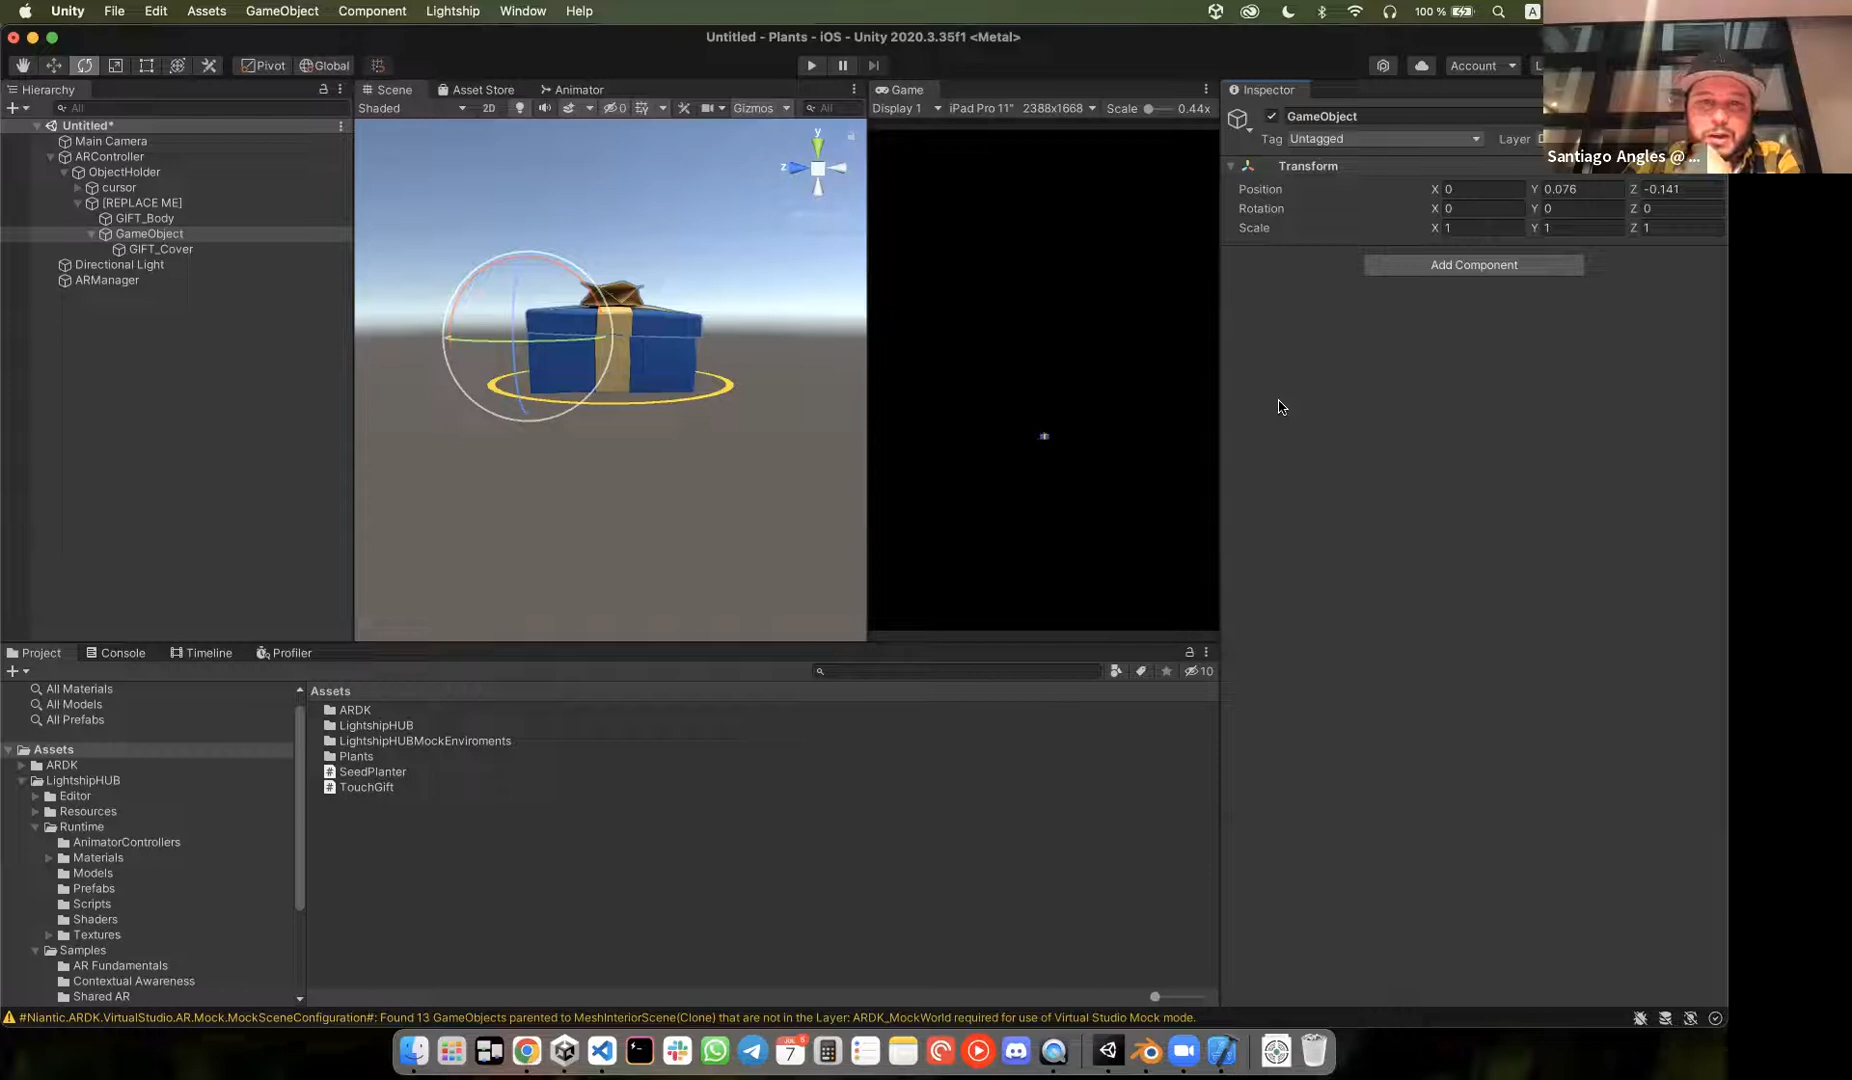 Unity File Edit Assets GameObject Component Lightship Window Help 100 % A
Untitled - Plants - iOS - Unity 2020.3.35f1 <Metal>
Pivot Global Account
Hierarchy
All
Untitled*
Main Camera
ARController
ObjectHolder
cursor
[REPLACE ME]
GIFT_Body
GameObject
GIFT_Cover
Directional Light
ARManager
Scene Asset Store Animator
Shaded 2D 0 Gizmos All
y
z
Game
Display 1 iPad Pro 11" 2388x1668 Scale 0.44x
Inspector
GameObject
Tag Untagged Layer
Transform
Position X 0 Y 0.076 Z -0.141
Rotation X 0 Y 0 Z 0
Scale X 1 Y 1 Z 1
Add Component
Santiago Angles @ ...
Project Console Timeline Profiler
10
All Materials
All Models
All Prefabs
Assets
ARDK
LightshipHUB
Editor
Resources
Runtime
AnimatorControllers
Materials
Models
Prefabs
Scripts
Shaders
Textures
Samples
AR Fundamentals
Contextual Awareness
Shared AR
Assets
ARDK
LightshipHUB
LightshipHUBMockEnviroments
Plants
SeedPlanter
TouchGift
#Niantic.ARDK.VirtualStudio.AR.Mock.MockSceneConfiguration#: Found 13 GameObjects parented to MeshInteriorScene(Clone) that are not in the Layer: ARDK_MockWorld required for use of Virtual Studio Mock mode.
7